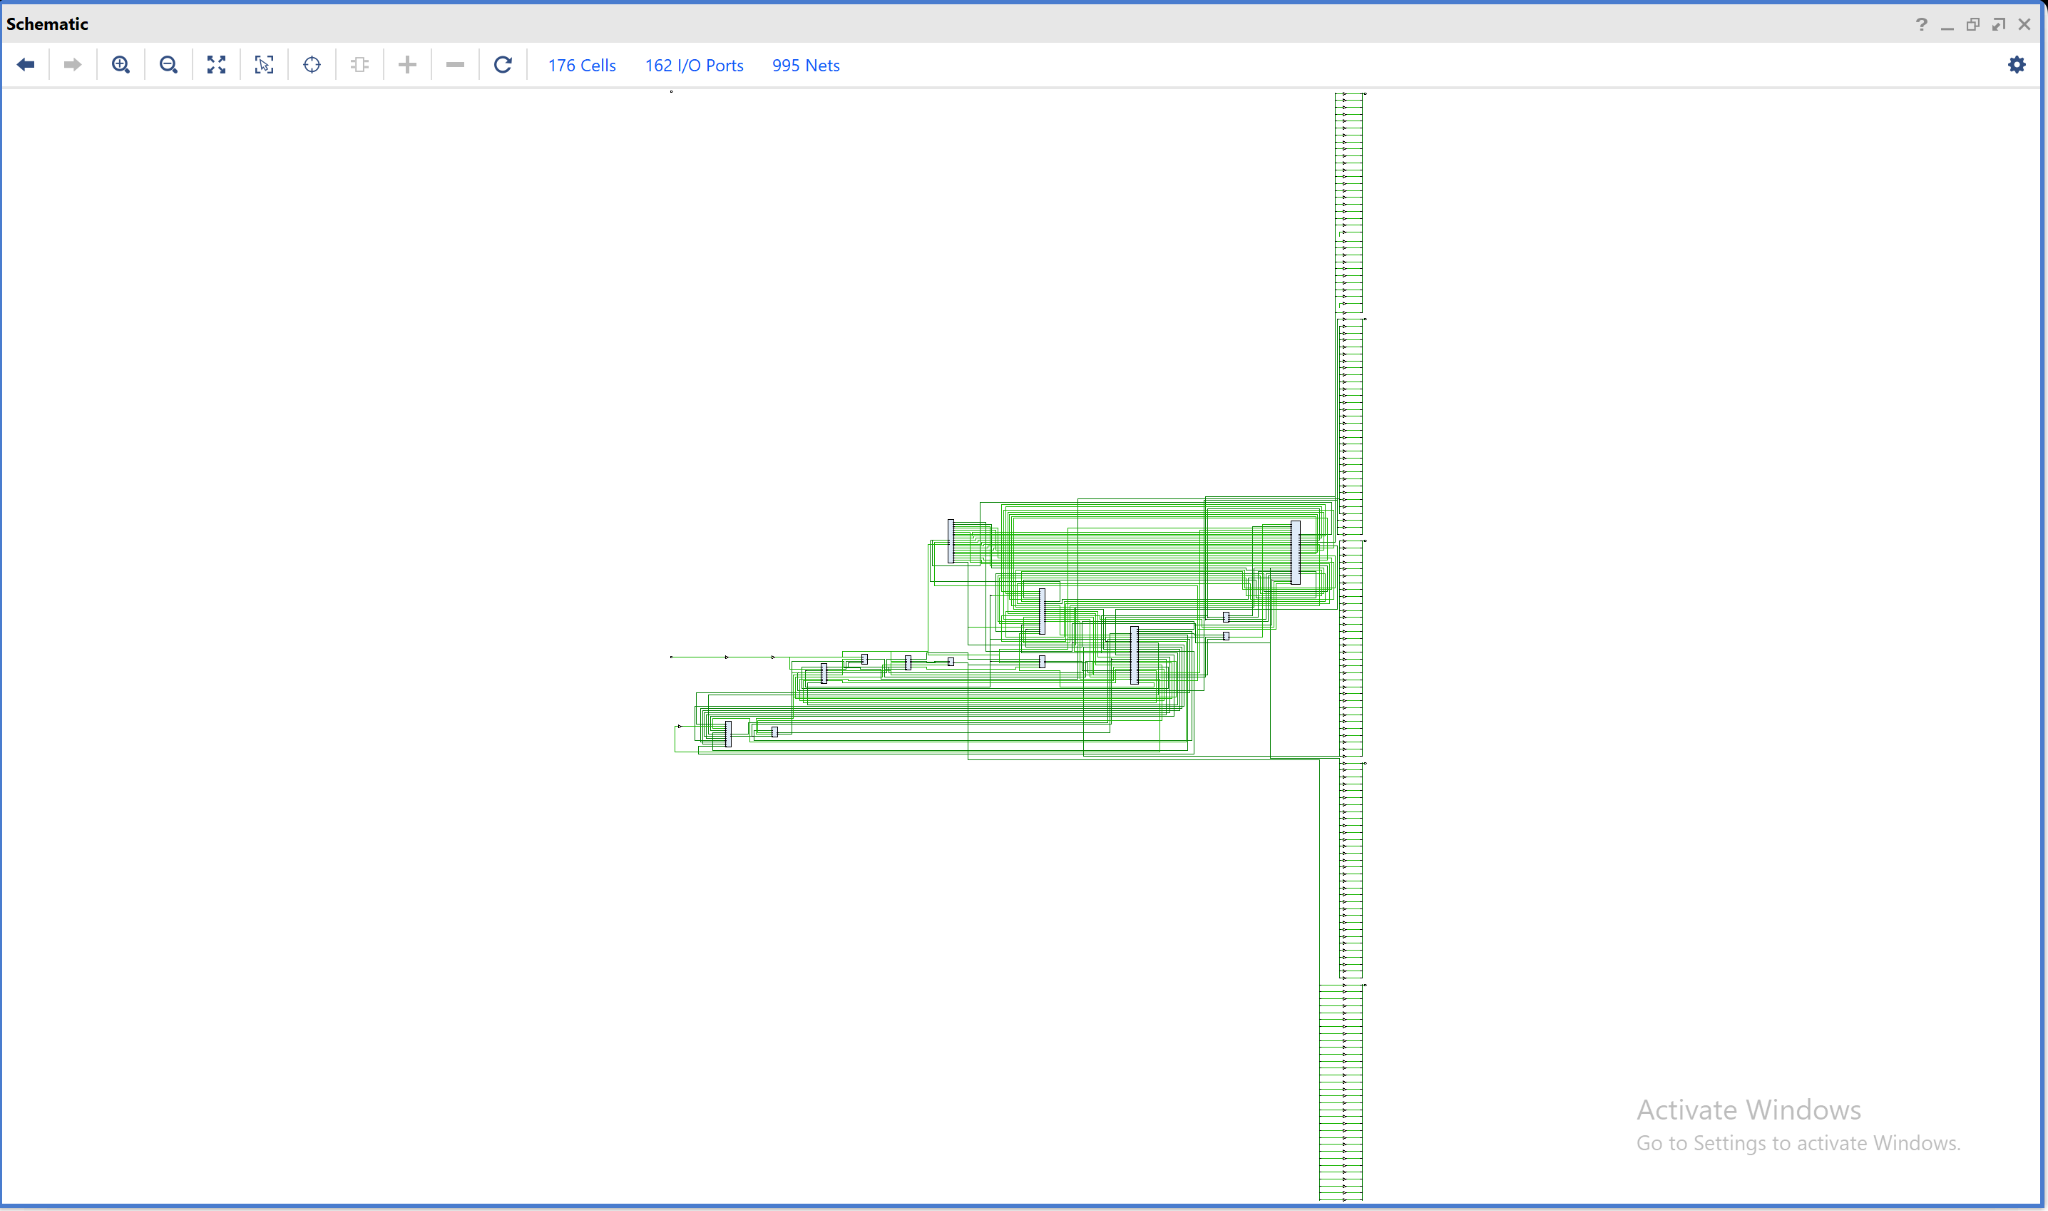 Schematic
176 Cells 162 I/O Ports 995 Nets
Activate Windows
Go to Settings to activate Windows.